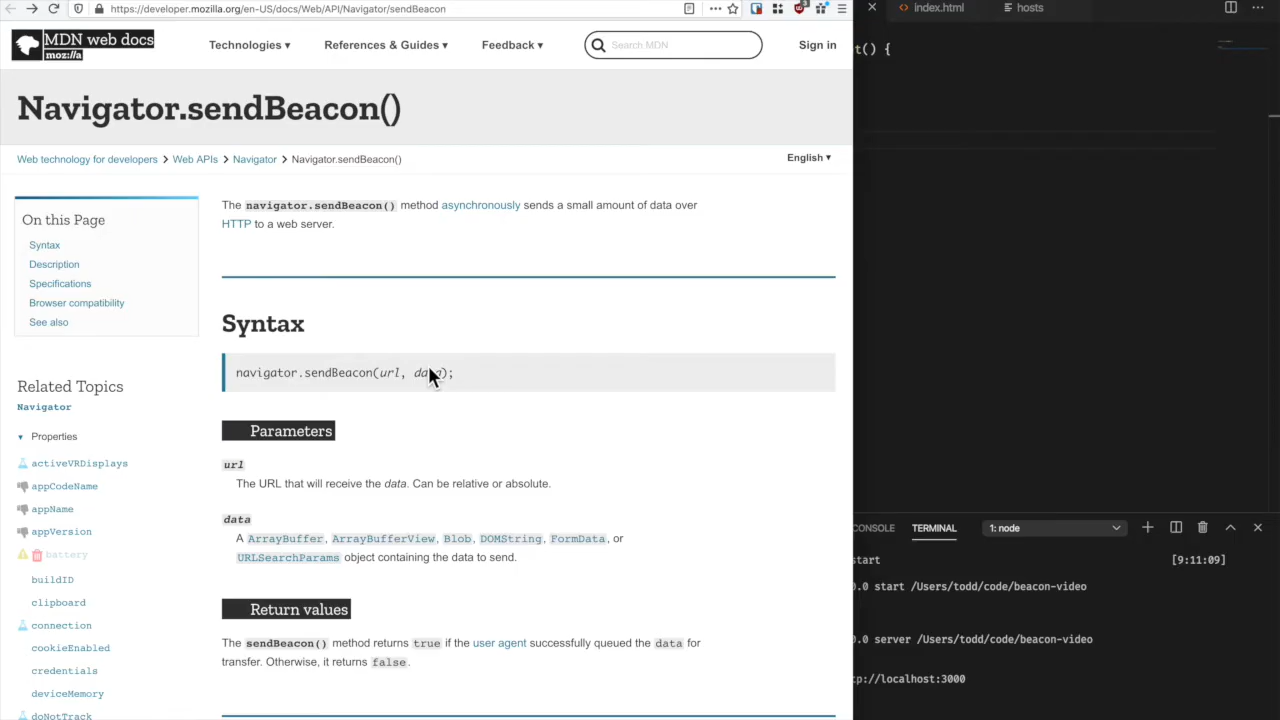 https://developer.mozilla.org/en-US/docs/Web/API/Navigator/sendBeacon
MDN web docs
moz://a
Technologies ▾
References & Guides ▾
Feedback ▾
Search MDN
Sign in
Navigator.sendBeacon()
Web technology for developers > Web APIs > Navigator > Navigator.sendBeacon()
English ▾
On this Page
Syntax
Description
Specifications
Browser compatibility
See also
Related Topics
Navigator
Properties
activeVRDisplays
appCodeName
appName
appVersion
battery
buildID
clipboard
connection
cookieEnabled
credentials
deviceMemory
doNotTrack
The navigator.sendBeacon() method asynchronously sends a small amount of data over
HTTP to a web server.
Syntax
navigator.sendBeacon(url, data);
Parameters
url
The URL that will receive the data. Can be relative or absolute.
data
A ArrayBuffer, ArrayBufferView, Blob, DOMString, FormData, or
URLSearchParams object containing the data to send.
Return values
The sendBeacon() method returns true if the user agent successfully queued the data for
transfer. Otherwise, it returns false.
index.html
hosts
t() {
CONSOLE
TERMINAL
1: node
start
[9:11:09]
0.0 start /Users/todd/code/beacon-video
0.0 server /Users/todd/code/beacon-video
tp://localhost:3000